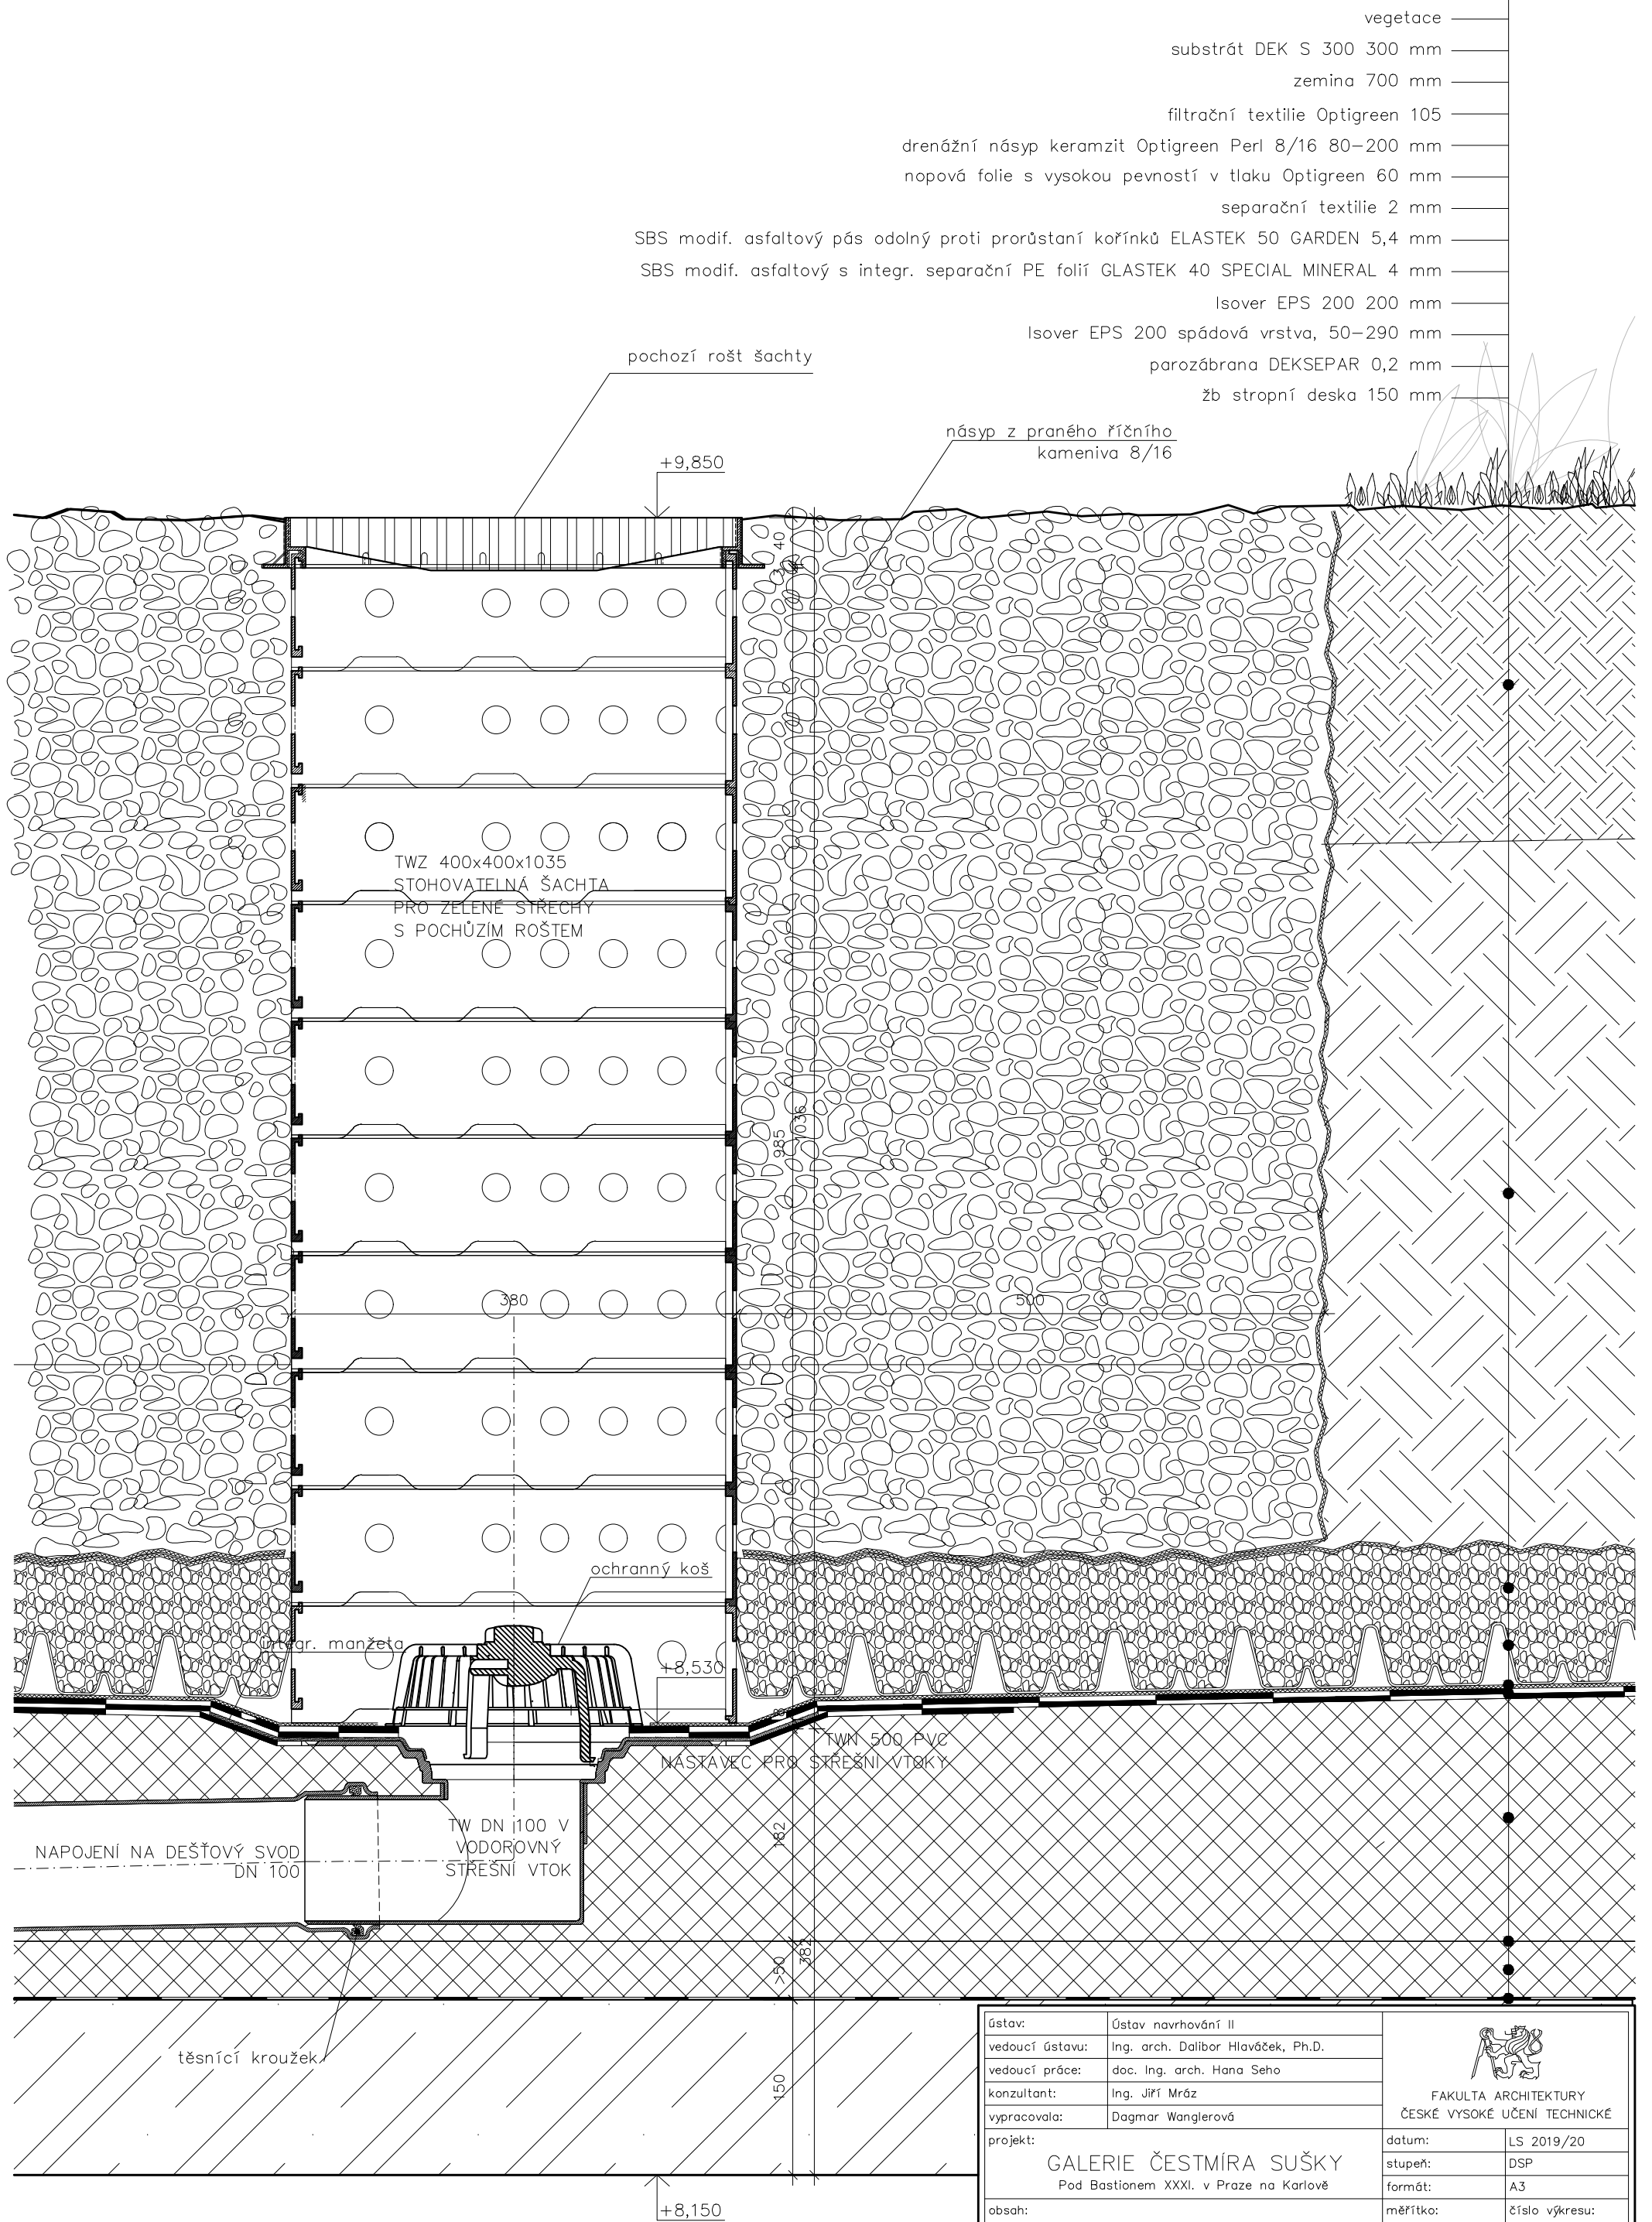 vegetace
substrát DEK S 300 300 mm
zemina 700 mm
filtrační textilie Optigreen 105
drenážní násyp keramzit Optigreen Perl 8/16 80-200 mm
nopová folie s vysokou pevností v tlaku Optigreen 60 mm
separační textilie 2 mm
SBS modif. asfaltový pás odolný proti prorůstaní kořínků ELASTEK 50 GARDEN 5,4 mm
SBS modif. asfaltový s integr. separační PE folií GLASTEK 40 SPECIAL MINERAL 4 mm
Isover EPS 200 200 mm
Isover EPS 200 spádová vrstva, 50-290 mm
parozábrana DEKSEPAR 0,2 mm
žb stropní deska 150 mm
pochozí rošt šachty
násyp z praného říčního
kameniva 8/16
+9,850
40
TWZ 400x400x1035
STOHOVATELNÁ ŠACHTA
PRO ZELENÉ STŘECHY
S POCHŮZÍM ROŠTEM
985
1036
380
500
ochranný koš
integr. manžeta
+8,530
TWN 500 PVC
NÁSTAVEC PRO STŘEŠNÍ VTOKY
TW DN 100 V
VODOROVNÝ
STŘEŠNÍ VTOK
NAPOJENÍ NA DEŠŤOVÝ SVOD
DN 100
182
>50
382
těsnící kroužek
150
+8,150
ústav: Ústav navrhování II
vedoucí ústavu: Ing. arch. Dalibor Hlaváček, Ph.D.
vedoucí práce: doc. Ing. arch. Hana Seho
konzultant: Ing. Jiří Mráz
vypracovala: Dagmar Wanglerová
FAKULTA ARCHITEKTURY
ČESKÉ VYSOKÉ UČENÍ TECHNICKÉ
projekt:
GALERIE ČESTMÍRA SUŠKY
Pod Bastionem XXXI. v Praze na Karlově
datum: LS 2019/20
stupeň: DSP
formát: A3
obsah:
měřítko: číslo výkresu: